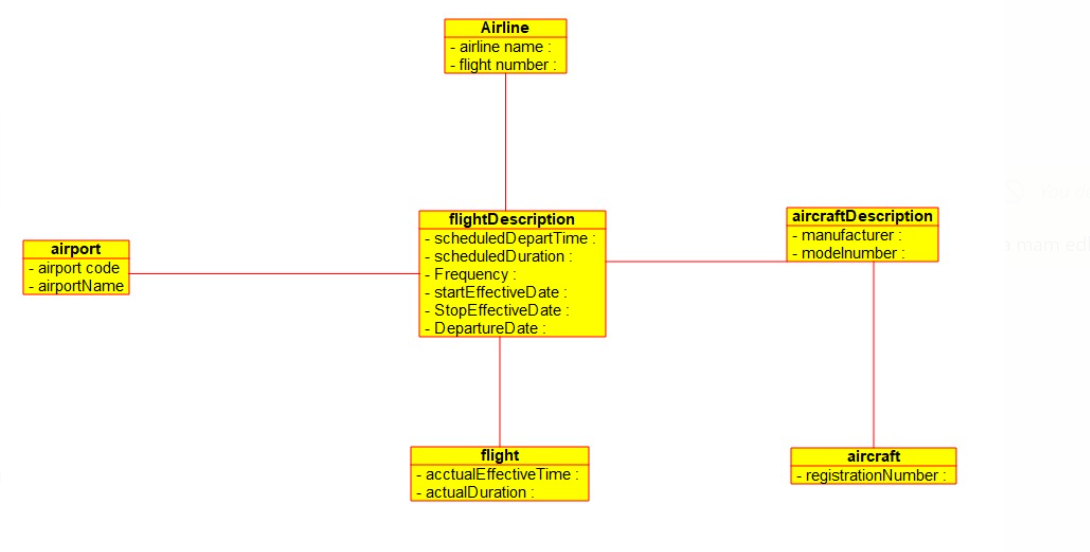 Airline
- airline name :
- flight number :
flightDescription
- scheduledDepartTime :
- scheduledDuration :
- Frequency :
- startEffectiveDate :
- StopEffectiveDate :
- DepartureDate :
aircraftDescription
- manufacturer :
- modelnumber :
airport
- airport code
- airportName
flight
- acctualEffectiveTime :
- actualDuration :
aircraft
- registrationNumber :